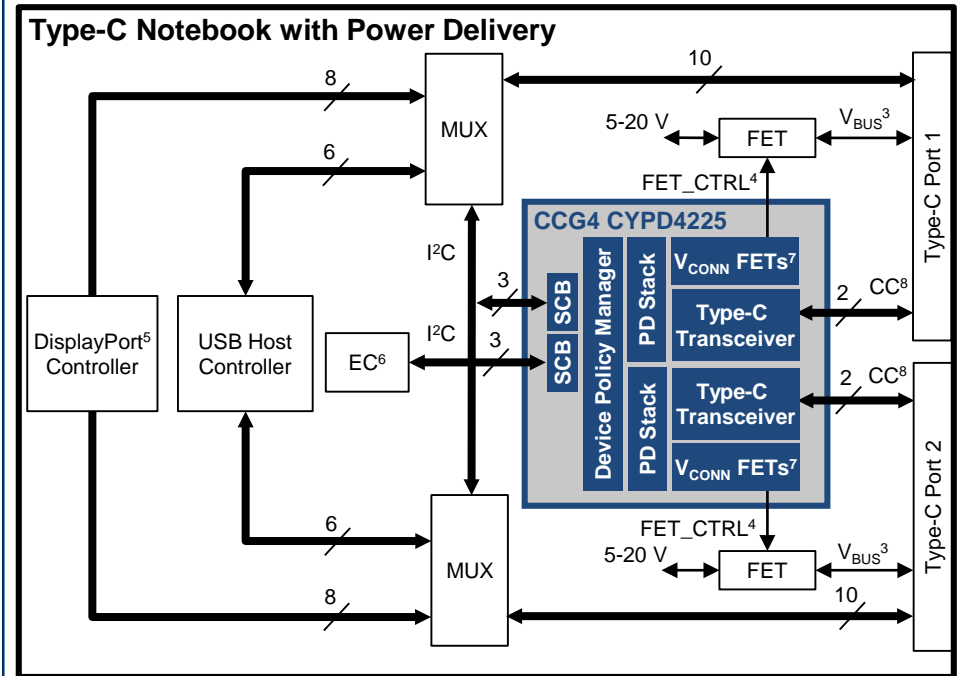 Type-C Notebook with Power Delivery
8
10
MUX
5-20 V
FET
VBUS³
Type-C Port 1
6
FET_CTRL⁴
CCG4 CYPD4225
I²C
3
SCB
Device Policy Manager
PD Stack
VCONN FETs⁷
Type-C
Transceiver
2
CC⁸
DisplayPort⁵
Controller
USB Host
Controller
EC⁶
I²C
3
SCB
PD Stack
Type-C
Transceiver
2
CC⁸
VCONN FETs⁷
Type-C Port 2
6
FET_CTRL⁴
MUX
5-20 V
FET
VBUS³
8
10